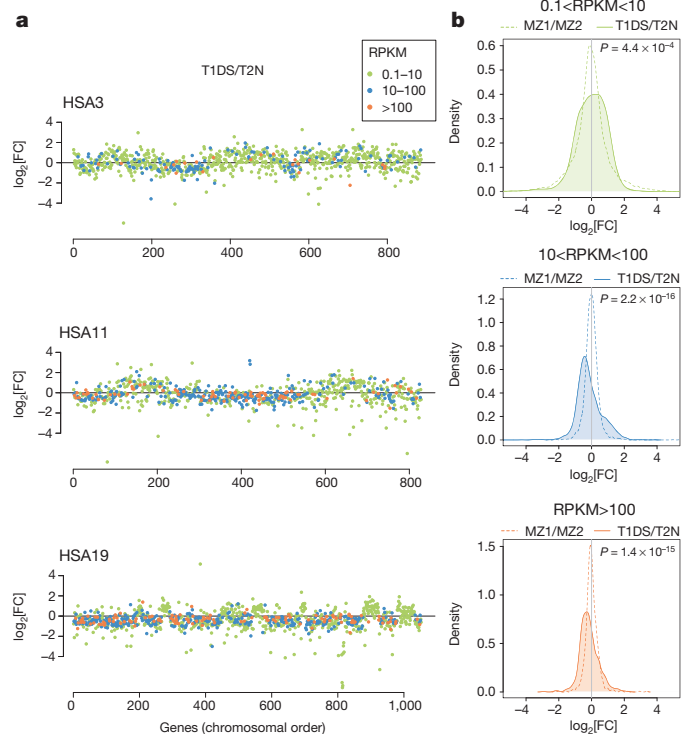 a
T1DS/T2N
RPKM
0.1–10
10–100
>100
HSA3
log2[FC]
4
2
0
−2
−4
0 200 400 600 800
HSA11
log2[FC]
4
2
0
−2
−4
0 200 400 600 800
HSA19
log2[FC]
4
2
0
−2
−4
0 200 400 600 800 1,000
Genes (chromosomal order)
b
0.1<RPKM<10
MZ1/MZ2 T1DS/T2N
P = 4.4 × 10−4
Density
0.6
0.5
0.4
0.3
0.2
0.1
0.0
−4 −2 0 2 4
log2[FC]
10<RPKM<100
MZ1/MZ2 T1DS/T2N
P = 2.2 × 10−16
Density
1.2
1.0
0.8
0.6
0.4
0.2
0.0
−4 −2 0 2 4
log2[FC]
RPKM>100
MZ1/MZ2 T1DS/T2N
P = 1.4 × 10−15
Density
1.5
1.0
0.5
0.0
−4 −2 0 2 4
log2[FC]